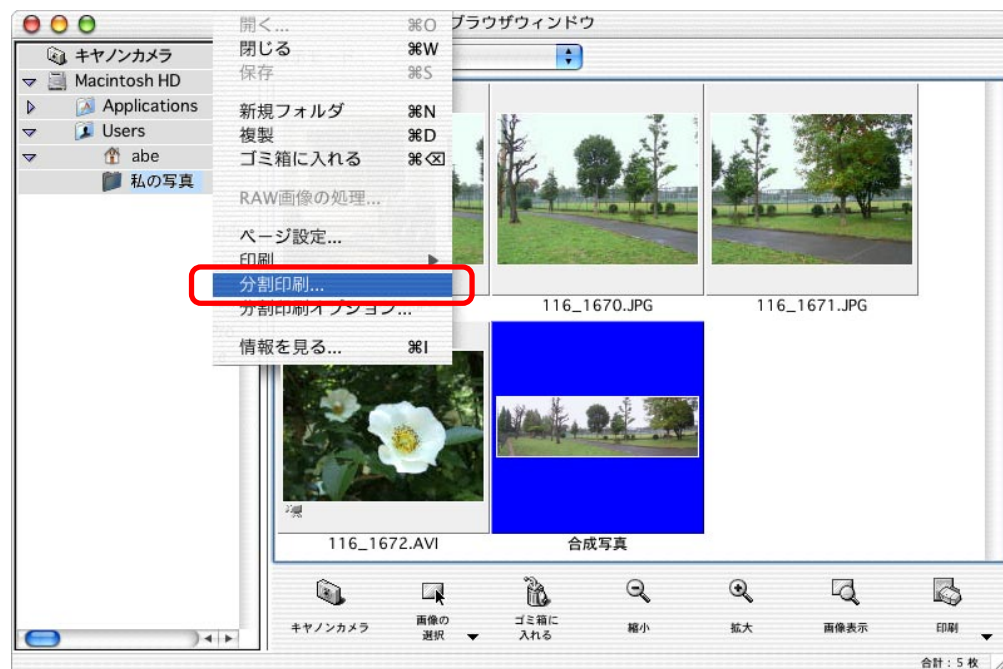 ブラウザウィンドウ
キヤノンカメラ
Macintosh HD
Applications
Users
abe
私の写真
開く... ⌘O
閉じる ⌘W
保存 ⌘S
新規フォルダ ⌘N
複製 ⌘D
ゴミ箱に入れる ⌘⌫
RAW画像の処理...
ページ設定...
印刷 ▶
分割印刷...
分割印刷オプション...
情報を見る... ⌘I
116_1670.JPG
116_1671.JPG
116_1672.AVI
合成写真
キヤノンカメラ
画像の
選択
ゴミ箱に
入れる
縮小
拡大
画像表示
印刷
合計：5 枚